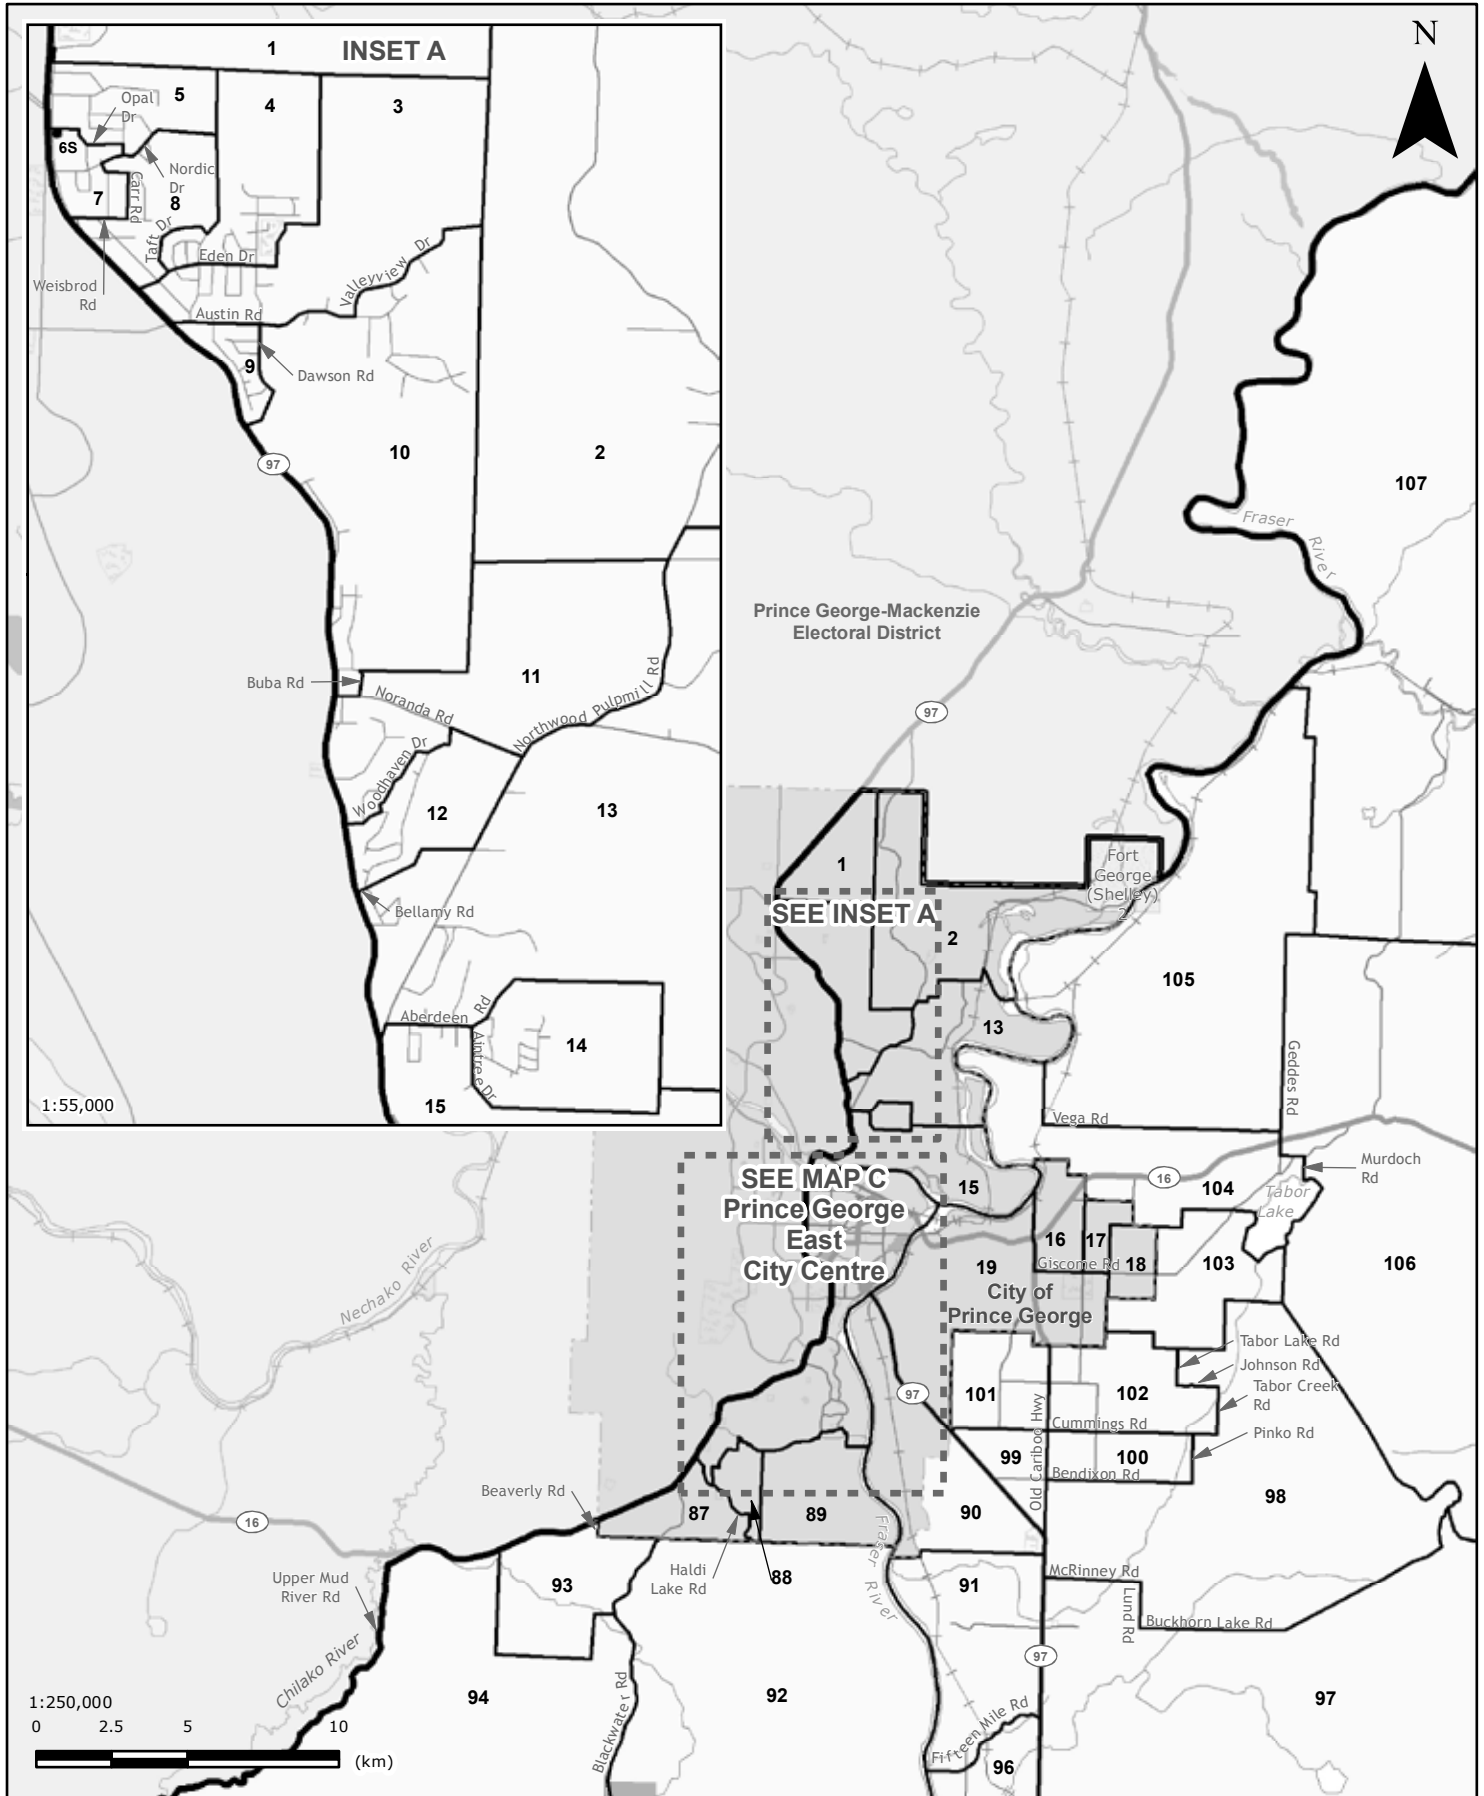 1
INSET A
N
5
Opal
Dr
4
3
6S
Nordic
Dr
7
Carr Rd
8
Taft Dr
Eden Dr
Valleyview Dr
Weisbrod
Rd
Austin Rd
9
Dawson Rd
10
2
97
107
Fraser
River
Prince George-Mackenzie
Electoral District
11
Buba Rd
Noranda Rd
Northwood Pulpmill Rd
97
Woodhaven Dr
12
13
1
Fort
George
(Shelley)
2
SEE INSET A
2
Bellamy Rd
105
Aberdeen Rd
13
14
Aintree Dr
Geddes Rd
15
1:55,000
Vega Rd
Murdoch
Rd
SEE MAP C
Prince George
East
City Centre
15
16
104
Tabor
Lake
Nechako River
16
17
18
Giscome Rd
19
103
106
City of
Prince George
Tabor Lake Rd
Johnson Rd
Tabor Creek
Rd
97
101
Old Cariboo Hwy
102
Cummings Rd
Pinko Rd
99
100
Bendixon Rd
Beaverly Rd
98
16
87
89
90
Fraser River
Haldi
Lake Rd
88
Upper Mud
River Rd
93
91
McRinney Rd
Lund Rd
Buckhorn Lake Rd
Chilako River
97
94
92
97
Blackwater Rd
Fifteen Mile Rd
96
1:250,000
0 2.5 5 10
(km)